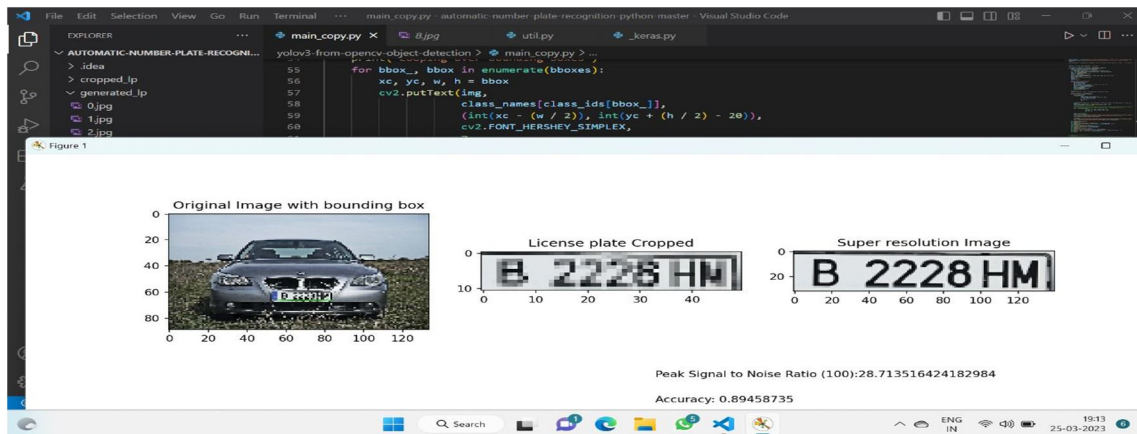 File Edit Selection View Go Run Terminal ··· main_copy.py - automatic-number-plate-recognition-python-master - Visual Studio Code
EXPLORER ··· main_copy.py × 8.jpg util.py _keras.py
AUTOMATIC-NUMBER-PLATE-RECOGNI... yolov3-from-opencv-object-detection > main_copy.py > ...
> .idea 55 for bbox_, bbox in enumerate(bboxes):
> cropped_lp 56 xc, yc, w, h = bbox
generated_lp 57 cv2.putText(img,
0.jpg 58 class_names[class_ids[bbox_]],
1.jpg 59 (int(xc - (w / 2)), int(yc + (h / 2) - 20)),
2.jpg 60 cv2.FONT_HERSHEY_SIMPLEX,
Figure 1
Original Image with bounding box
0
20
40
60
80
0 20 40 60 80 100 120
License plate Cropped
0
10
B 2228 HM
0 10 20 30 40
Super resolution Image
0
20
B 2228 HM
0 20 40 60 80 100 120
Peak Signal to Noise Ratio (100):28.713516424182984
Accuracy: 0.89458735
Search
ENG
IN
19:13
25-03-2023